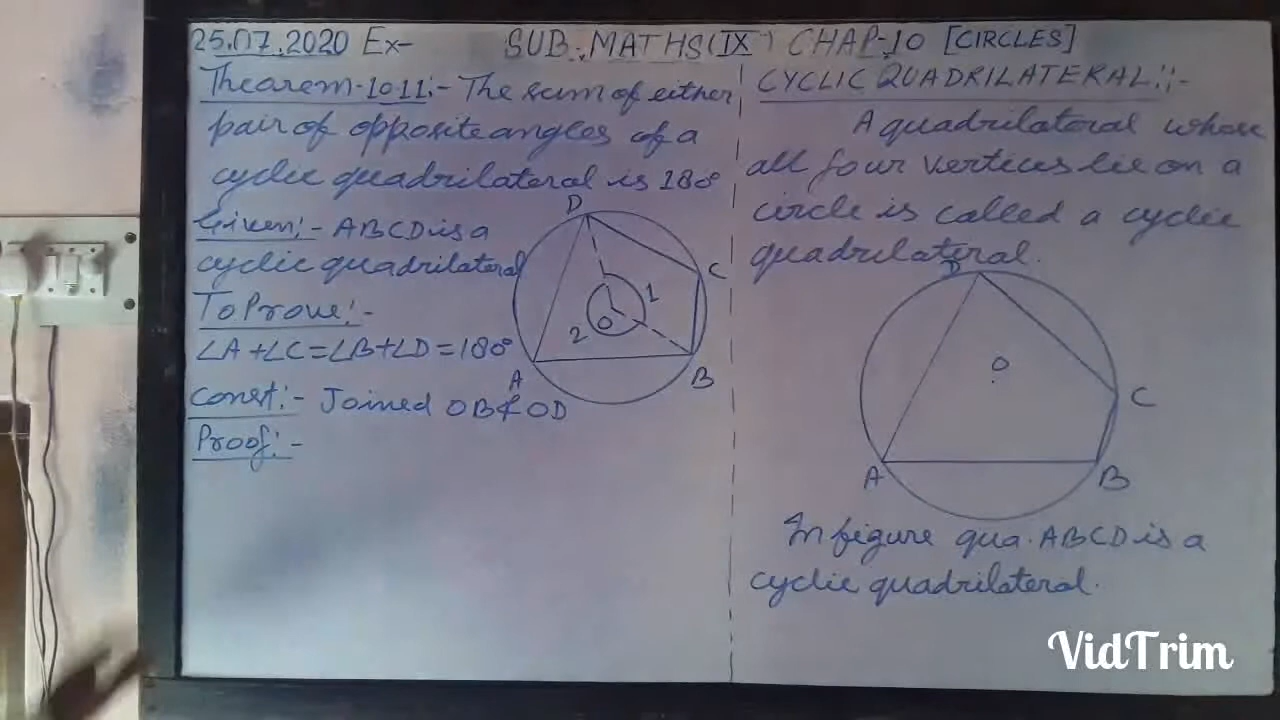 25.07.2020 Ex- SUB:-MATHS(IX) CHAP-10 [CIRCLES]
Theorem-10.11:- The sum of either
pair of opposite angles of a
cyclic quadrilateral is 180°
Given:- ABCD is a
cyclic quadrilateral
To Prove:-
∠A+∠C=∠B+∠D=180°
Const:- Joined OB & OD
Proof:-
D
C
1
O
2
A
B
CYCLIC QUADRILATERAL::-
A quadrilateral whose
all four vertices lie on a
circle is called a cyclic
quadrilateral.
D
O
C
A
B
In figure qua. ABCD is a
cyclic quadrilateral.
VidTrim